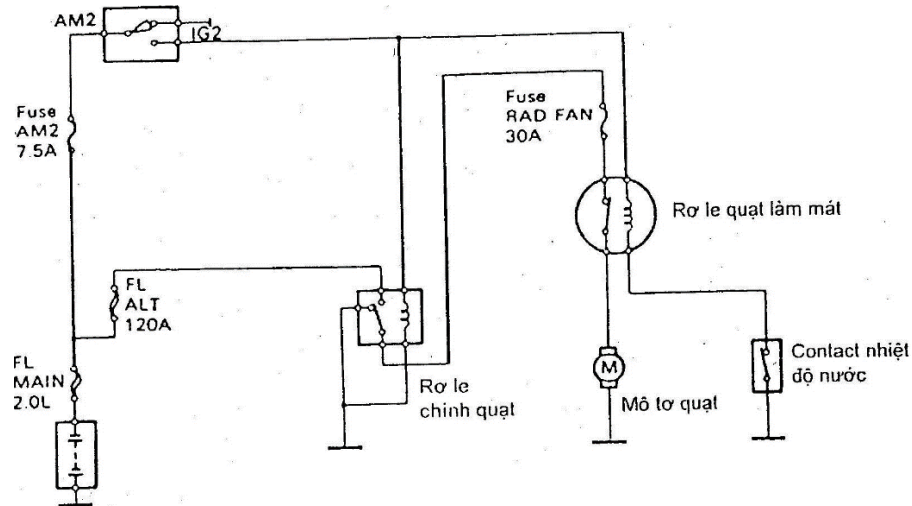 AM2
IG2
Fuse
AM2
7.5A
Fuse
RAD FAN
30A
Rơ le quạt làm mát
FL
ALT
120A
FL
MAIN
2.0L
Rơ le
chính quạt
M
Mô tơ quạt
Contact nhiệt
độ nước